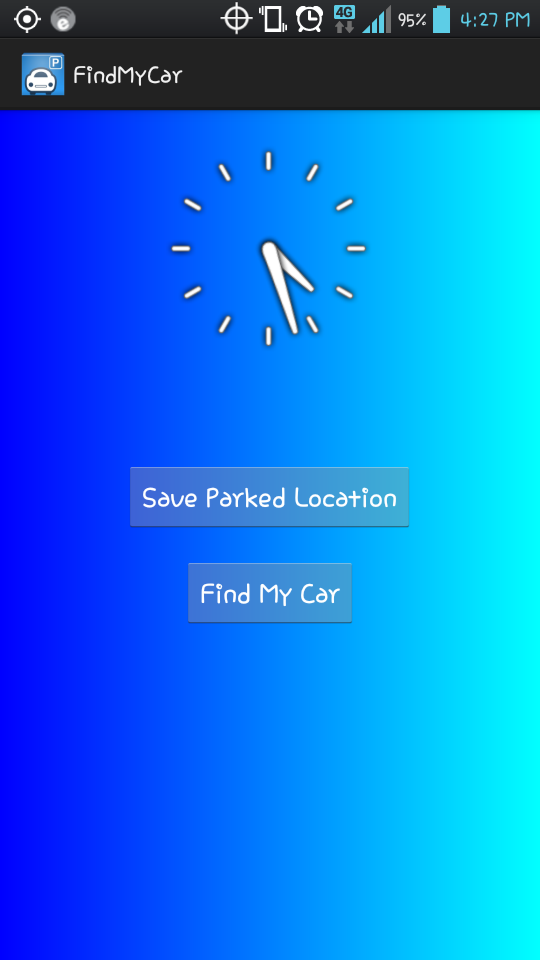 4G 95% 4:27 PM
P
FindMyCar
Save Parked Location
Find My Car